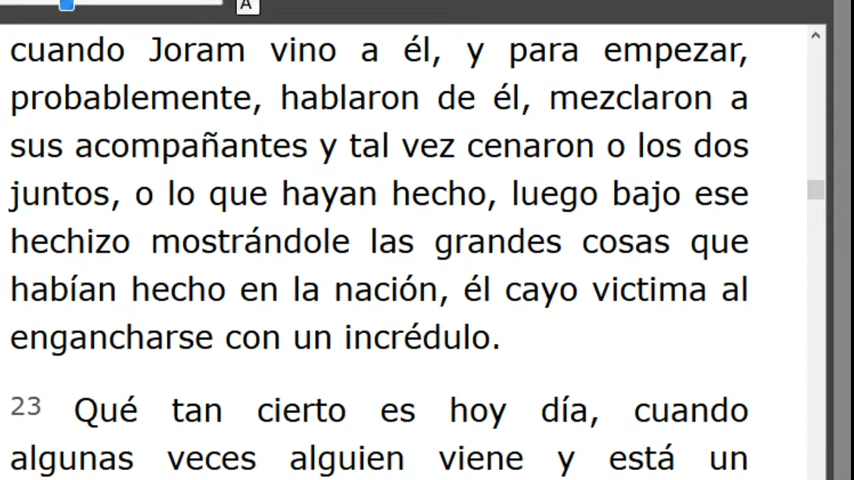 A
cuando Joram vino a él, y para empezar,
probablemente, hablaron de él, mezclaron a
sus acompañantes y tal vez cenaron o los dos
juntos, o lo que hayan hecho, luego bajo ese
hechizo mostrándole las grandes cosas que
habían hecho en la nación, él cayo victima al
engancharse con un incrédulo.
23 Qué tan cierto es hoy día, cuando
algunas veces alguien viene y está un